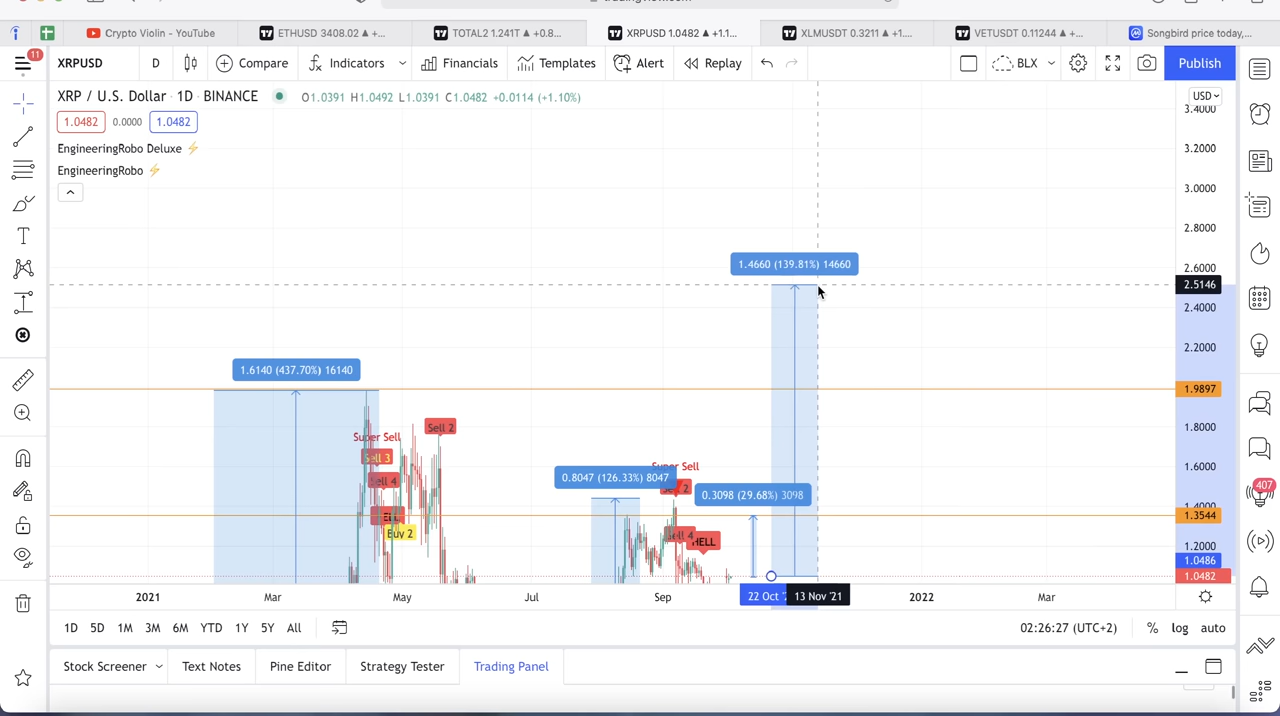 Crypto Violin - YouTube
ETHUSD 3408.02 ▲ +...
TOTAL2 1.241T ▲ +0.8...
XRPUSD 1.0482 ▲ +1.1...
XLMUSDT 0.3211 ▲ +1...
VETUSDT 0.11244 ▲ +...
Songbird price today,...
11
XRPUSD
D
Compare
Indicators
Financials
Templates
Alert
Replay
BLX
Publish
XRP / U.S. Dollar · 1D · BINANCE
O1.0391 H1.0492 L1.0391 C1.0482 +0.0114 (+1.10%)
USD
1.0482 0.0000 1.0482
EngineeringRobo Deluxe ⚡
EngineeringRobo ⚡
3.4000
3.2000
3.0000
2.8000
2.6000
2.5146
2.4000
2.2000
1.9897
1.8000
1.6000
1.4000
1.3544
1.2000
1.0486
1.0482
1.4660 (139.81%) 14660
1.6140 (437.70%) 16140
Sell 2
Super Sell
Sell 3
Sell 4
Buy 2
0.8047 (126.33%) 8047
Super Sell
Sell 2
0.3098 (29.68%) 3098
Sell 4
HELL
407
2021
Mar
May
Jul
Sep
22 Oct '2
13 Nov '21
2022
Mar
1D 5D 1M 3M 6M YTD 1Y 5Y All
02:26:27 (UTC+2)
% log auto
Stock Screener
Text Notes
Pine Editor
Strategy Tester
Trading Panel